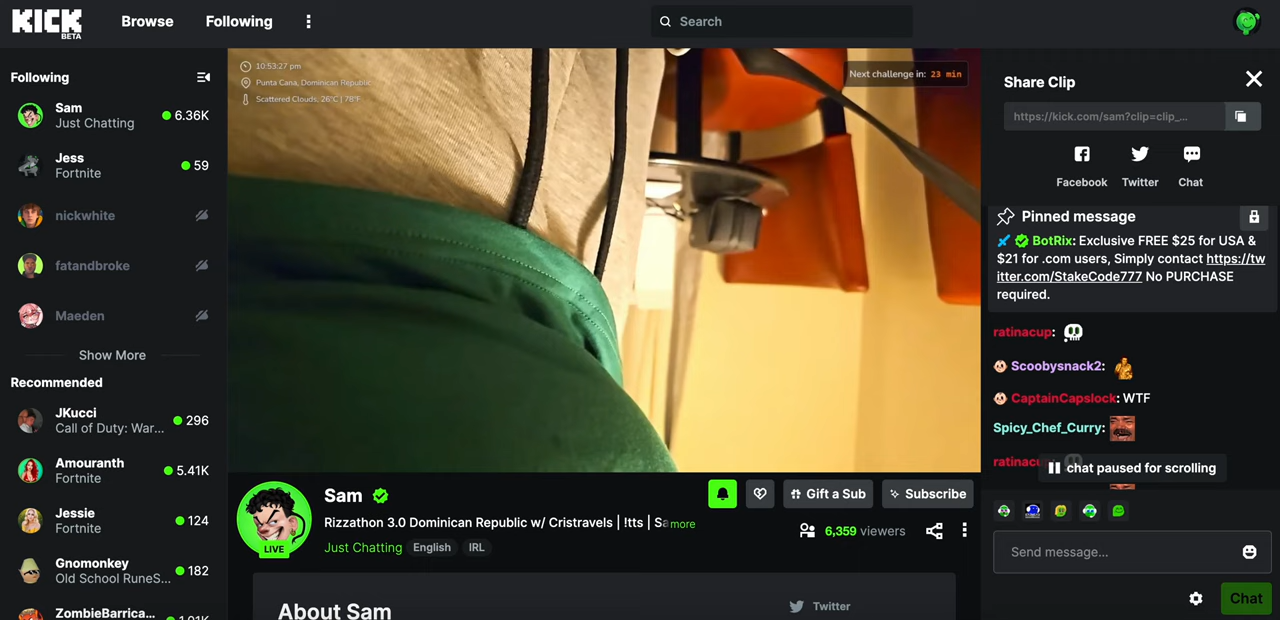 KICK
BETA
Browse
Following
Search
Following
Sam
Just Chatting
6.36K
Jess
Fortnite
59
nickwhite
fatandbroke
Maeden
Show More
Recommended
JKucci
Call of Duty: War...
296
Amouranth
Fortnite
5.41K
Jessie
Fortnite
124
Gnomonkey
Old School RuneS...
182
ZombieBarrica...
1.01K
10:53:27 pm
Punta Cana, Dominican Republic
Scattered Clouds, 26°C | 78°F
Next challenge in: 23 min
LIVE
Sam
Rizzathon 3.0 Dominican Republic w/ Cristravels | !tts | Sa more
Just Chatting
English
IRL
Gift a Sub
Subscribe
6,359 viewers
About Sam
Twitter
Share Clip
https://kick.com/sam?clip=clip_...
Facebook
Twitter
Chat
Pinned message
BotRix: Exclusive FREE $25 for USA &
$21 for .com users, Simply contact https://tw
itter.com/StakeCode777 No PURCHASE
required.
ratinacup:
Scoobysnack2:
CaptainCapslock: WTF
Spicy_Chef_Curry:
ratinacu
chat paused for scrolling
Send message...
Chat